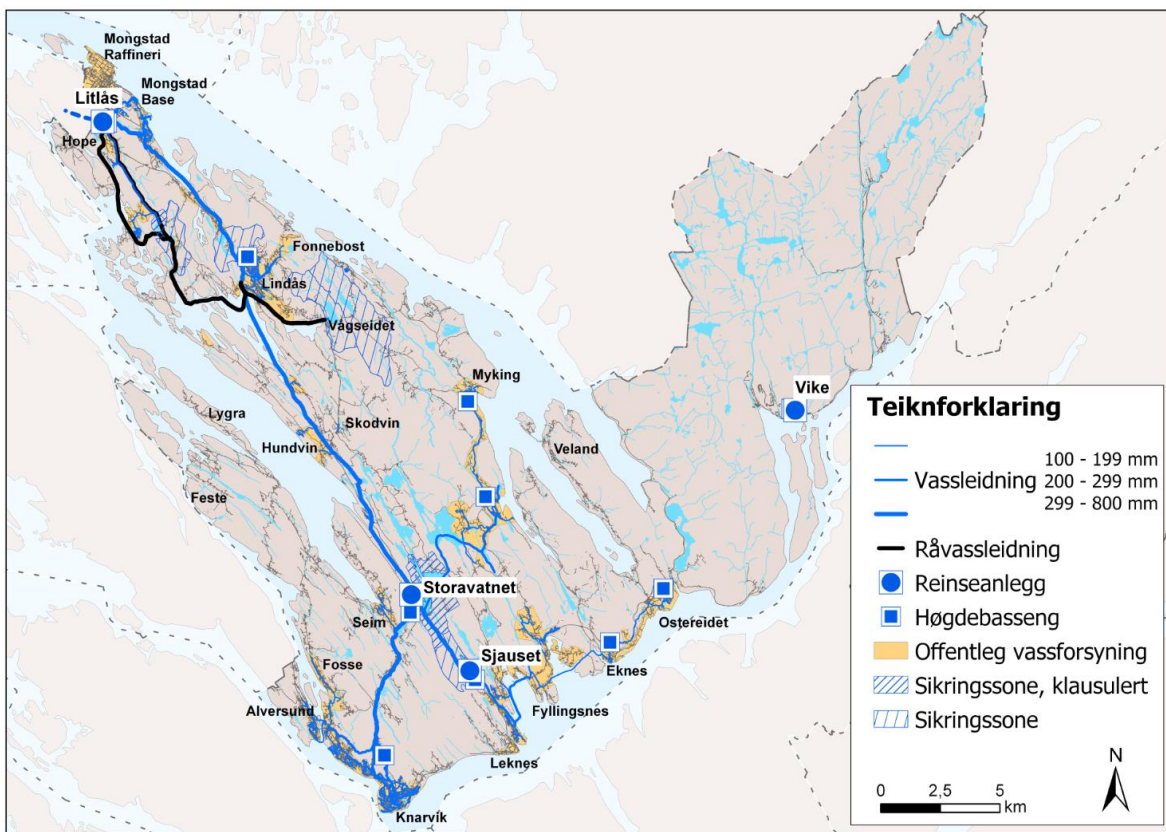 Mongstad
Raffineri
Mongstad
Base
Litlås
Hope
Fonnebost
Lindås
Vågseidet
Myking
Vike
Lygra
Skodvin
Hundvin
Veland
Feste
Storavatnet
Seim
Ostereidet
Sjauset
Eknes
Fosse
Fyllingsnes
Alversund
Leknes
Knarvik
Teiknforklaring
100 - 199 mm
Vassleidning 200 - 299 mm
299 - 800 mm
Råvassleidning
Reinseanlegg
Høgdebasseng
Offentleg vassforsyning
Sikringssone, klausulert
Sikringssone
N
0 2,5 5
km